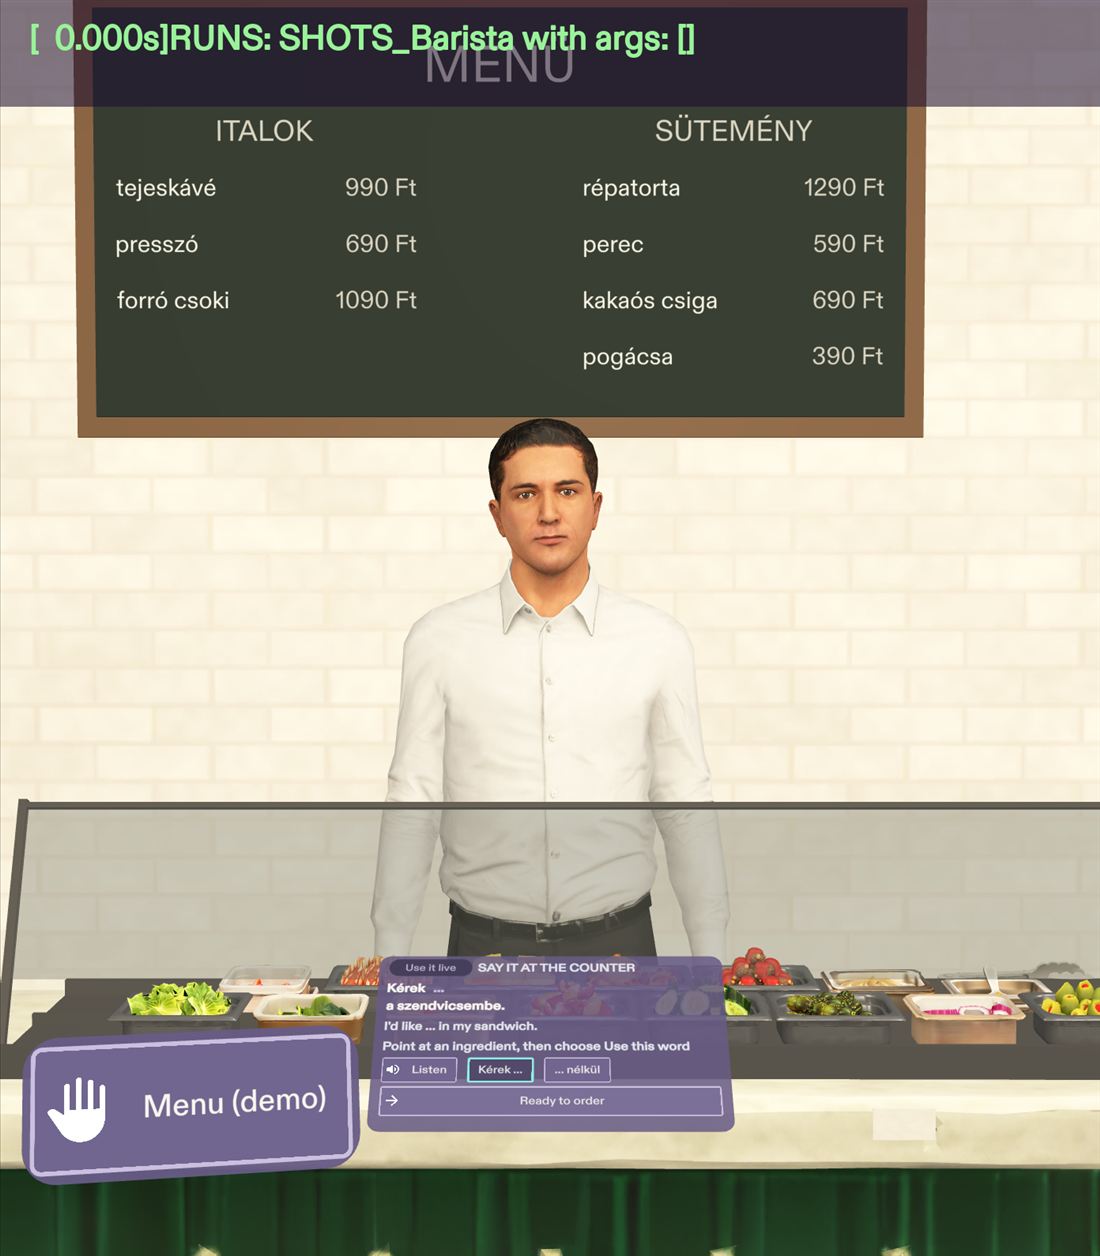 [  0.000s]RUNS: SHOTS_Barista with args: []
MENU
ITALOK
tejeskávé 990 Ft
presszó 690 Ft
forró csoki 1090 Ft
SÜTEMÉNY
répatorta 1290 Ft
perec 590 Ft
kakaós csiga 690 Ft
pogácsa 390 Ft
Use it live SAY IT AT THE COUNTER
Kérek ...
a szendvicsembe.
I'd like ... in my sandwich.
Point at an ingredient, then choose Use this word
Listen Kérek ... ... nélkül
Ready to order
Menu (demo)